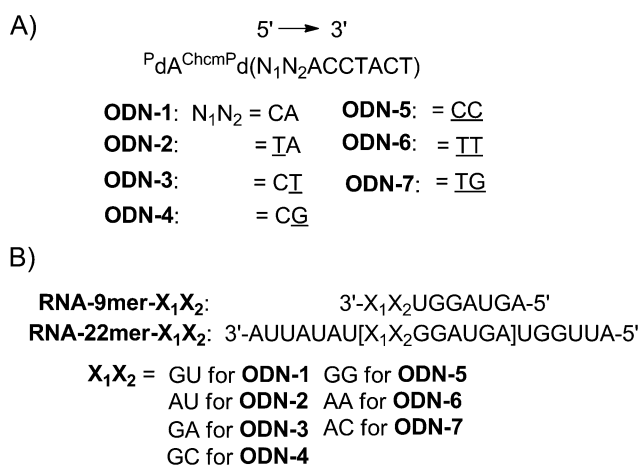 A)
5' ⟶ 3'
PdAChcmPd(N1N2ACCTACT)
ODN-1: N1N2 = CA ODN-5: = CC
ODN-2: = TA ODN-6: = TT
ODN-3: = CT ODN-7: = TG
ODN-4: = CG
B)
RNA-9mer-X1X2: 3'-X1X2UGGAUGA-5'
RNA-22mer-X1X2: 3'-AUUAUAU[X1X2GGAUGA]UGGUUA-5'
X1X2 = GU for ODN-1 GG for ODN-5
AU for ODN-2 AA for ODN-6
GA for ODN-3 AC for ODN-7
GC for ODN-4